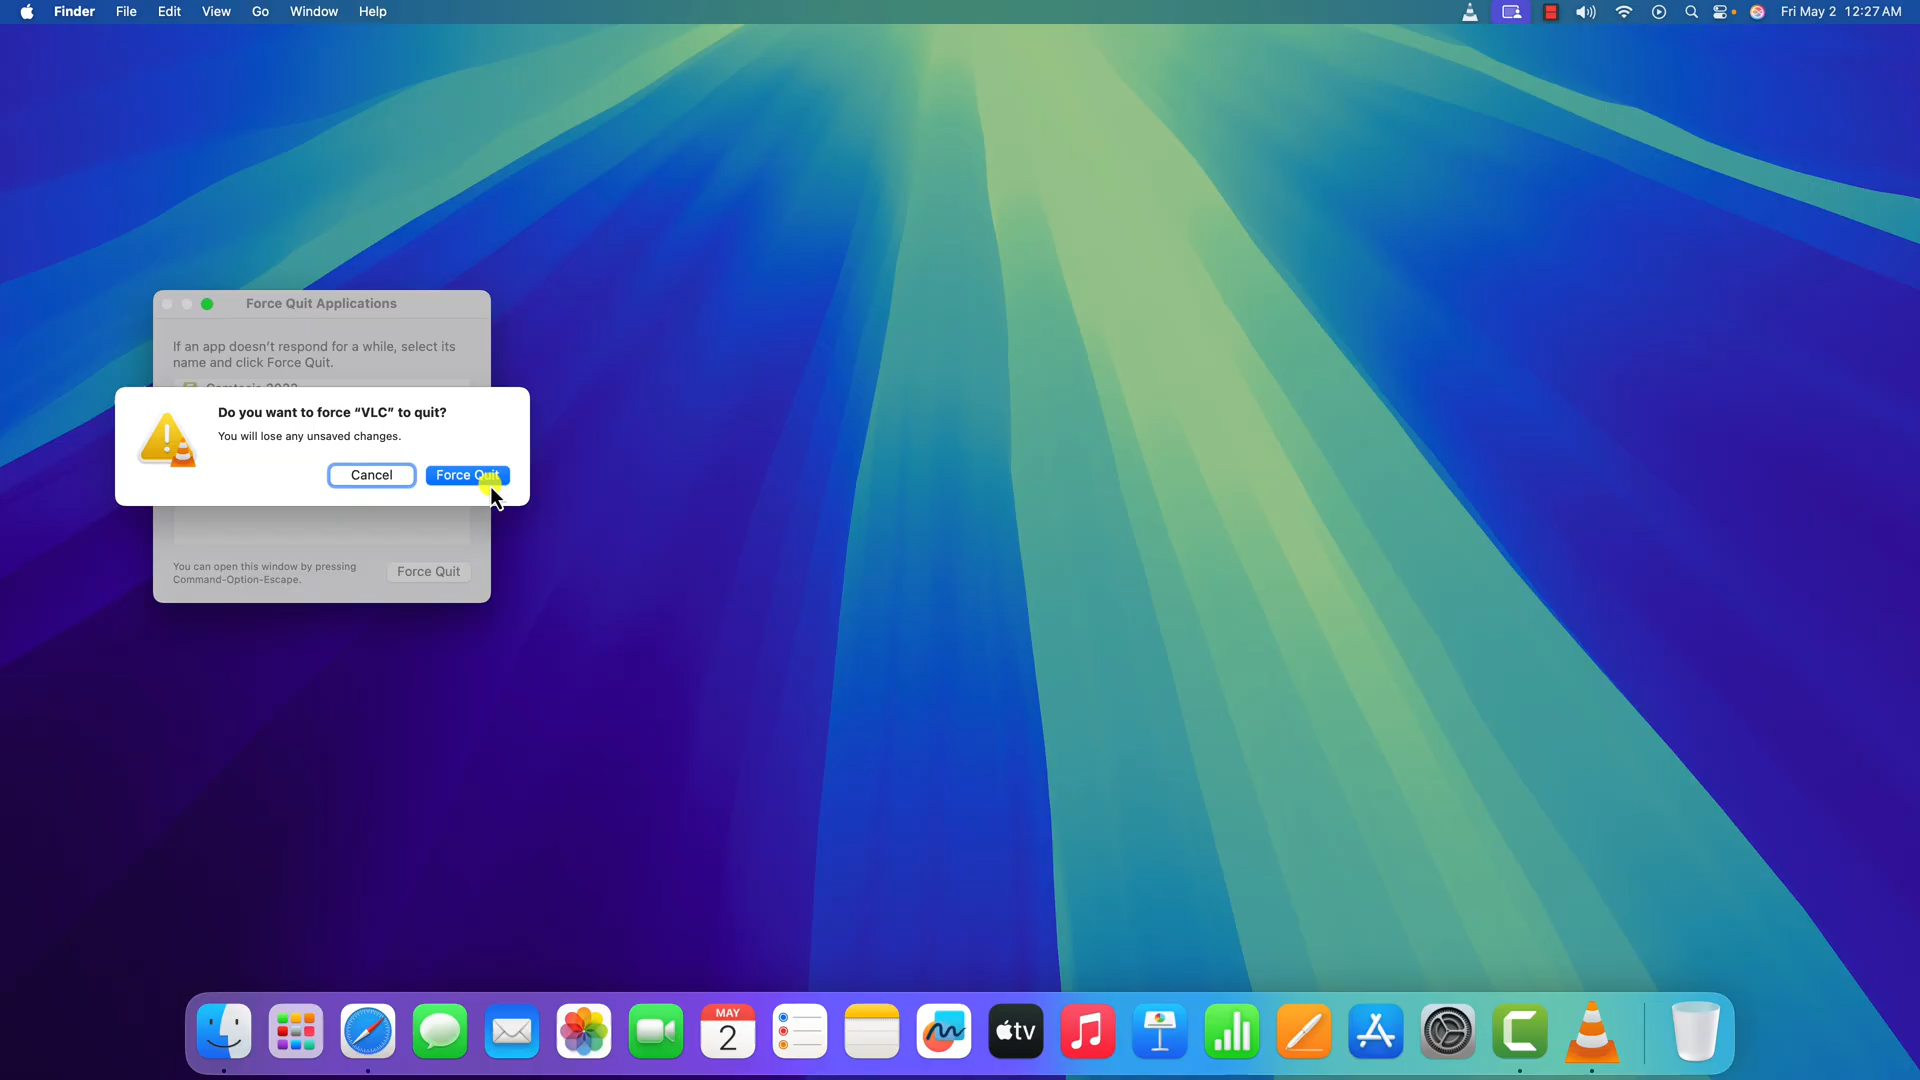 Finder File Edit View Go Window Help
Fri May 2 12:27 AM
Force Quit Applications
If an app doesn't respond for a while, select its
name and click Force Quit.
Do you want to force “VLC” to quit?
You will lose any unsaved changes.
Cancel Force Quit
You can open this window by pressing
Command-Option-Escape.
Force Quit
MAY
2
tv